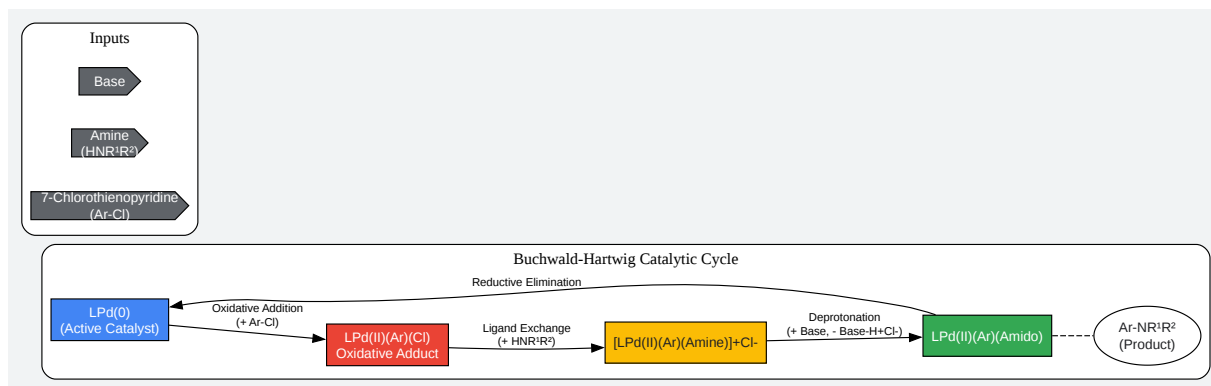 Inputs
Base
Amine
(HNR¹R²)
7-Chlorothienopyridine
(Ar-Cl)
Buchwald-Hartwig Catalytic Cycle
Reductive Elimination
LPd(0)
(Active Catalyst)
Oxidative Addition
(+ Ar-Cl)
LPd(II)(Ar)(Cl)
Oxidative Adduct
Ligand Exchange
(+ HNR¹R²)
[LPd(II)(Ar)(Amine)]+Cl-
Deprotonation
(+ Base, - Base-H+Cl-)
LPd(II)(Ar)(Amido)
Ar-NR¹R²
(Product)